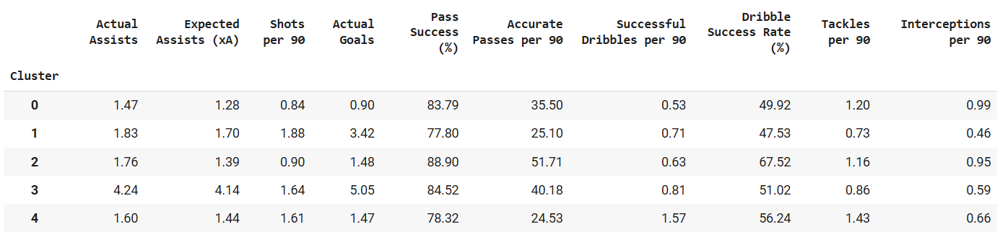 Actual Assists Expected Assists (xA) Shots per 90 Actual Goals Pass Success (%) Accurate Passes per 90 Successful Dribbles per 90 Dribble Success Rate (%) Tackles per 90 Interceptions per 90
Cluster
0 1.47 1.28 0.84 0.90 83.79 35.50 0.53 49.92 1.20 0.99
1 1.83 1.70 1.88 3.42 77.80 25.10 0.71 47.53 0.73 0.46
2 1.76 1.39 0.90 1.48 88.90 51.71 0.63 67.52 1.16 0.95
3 4.24 4.14 1.64 5.05 84.52 40.18 0.81 51.02 0.86 0.59
4 1.60 1.44 1.61 1.47 78.32 24.53 1.57 56.24 1.43 0.66